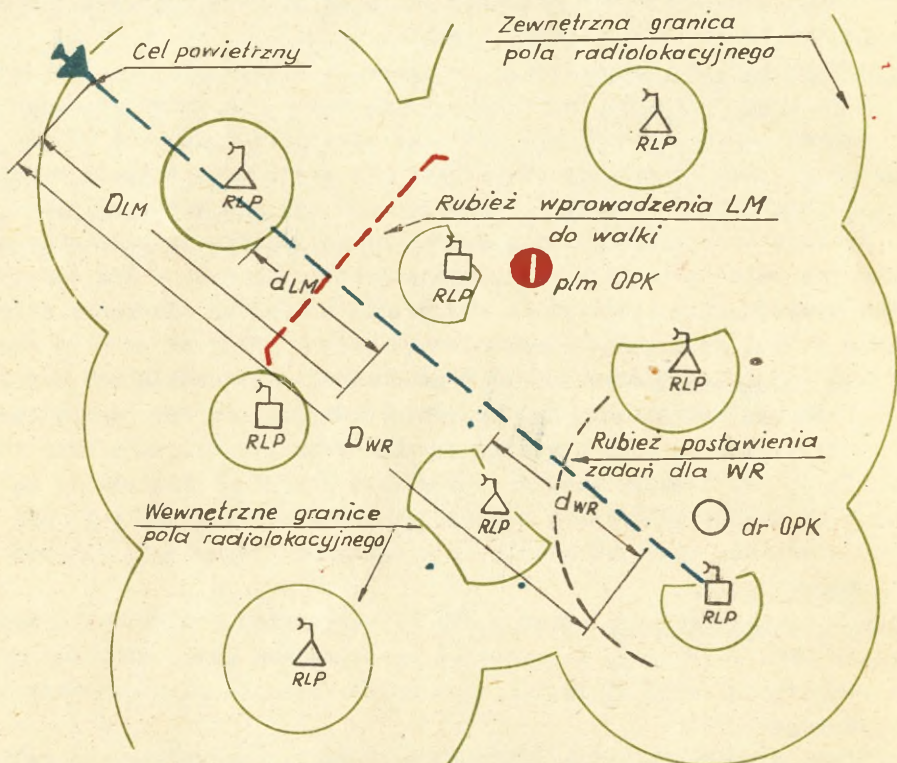 Zewnętrzna granica
pola radiolokacyjnego
Cel powietrzny
RLP
RLP
DLM
Rubież wprowadzenia LM
do walki
dLM
RLP
plm OPK
RLP
RLP
DWR
Rubież postawienia
zadań dla WR
dWR
Wewnętrzne granice
pola radiolokacyjnego
RLP
dr OPK
RLP
RLP